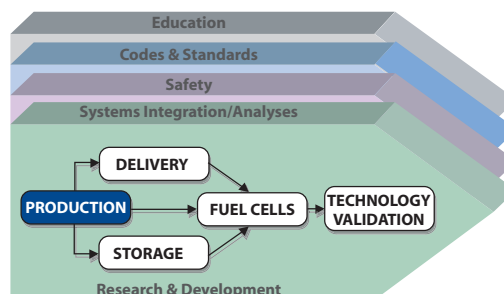 Education
Codes & Standards
Safety
Systems Integration/Analyses
DELIVERY
PRODUCTION
FUEL CELLS
TECHNOLOGY
VALIDATION
STORAGE
Research & Development